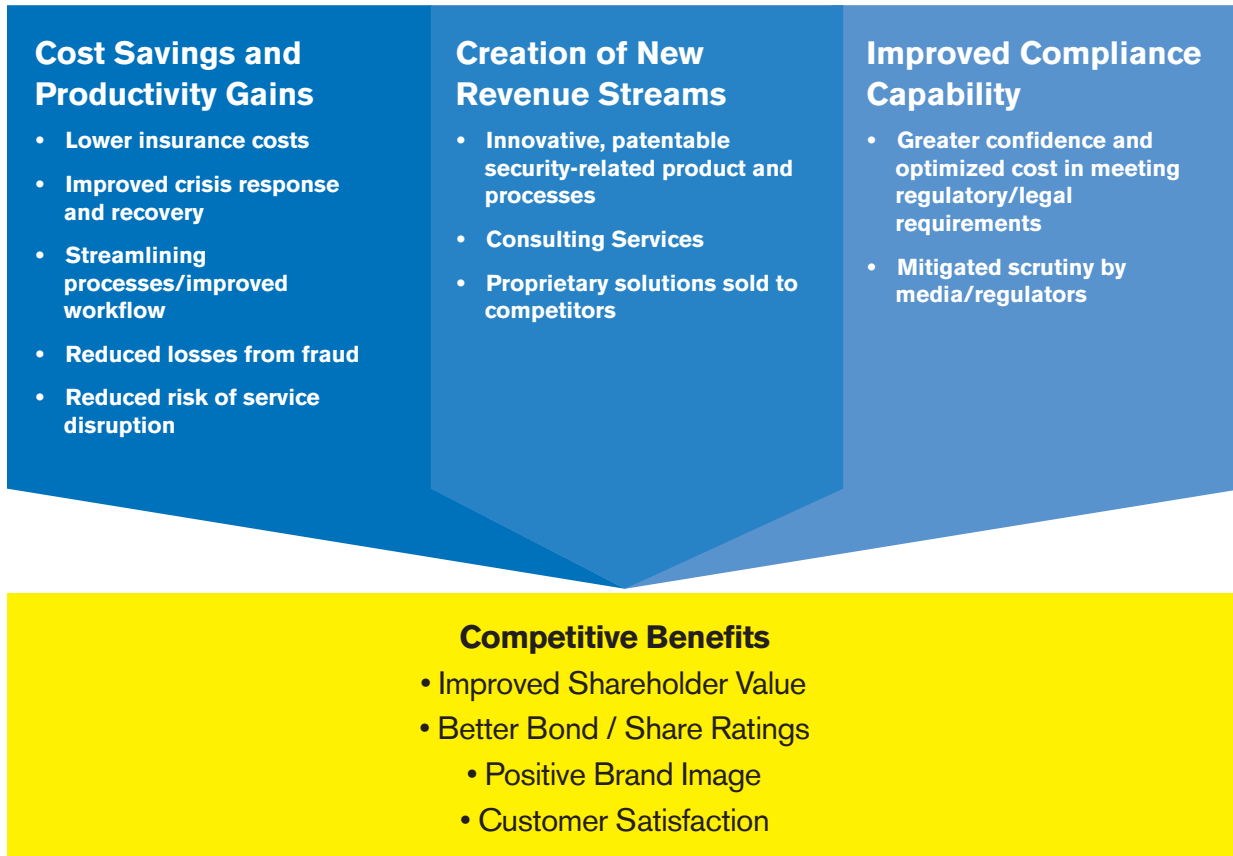 Cost Savings and
Productivity Gains
• Lower insurance costs
• Improved crisis response
and recovery
• Streamlining
processes/improved
workflow
• Reduced losses from fraud
• Reduced risk of service
disruption
Creation of New
Revenue Streams
• Innovative, patentable
security-related product and
processes
• Consulting Services
• Proprietary solutions sold to
competitors
Improved Compliance
Capability
• Greater confidence and
optimized cost in meeting
regulatory/legal
requirements
• Mitigated scrutiny by
media/regulators
Competitive Benefits
• Improved Shareholder Value
• Better Bond / Share Ratings
• Positive Brand Image
• Customer Satisfaction